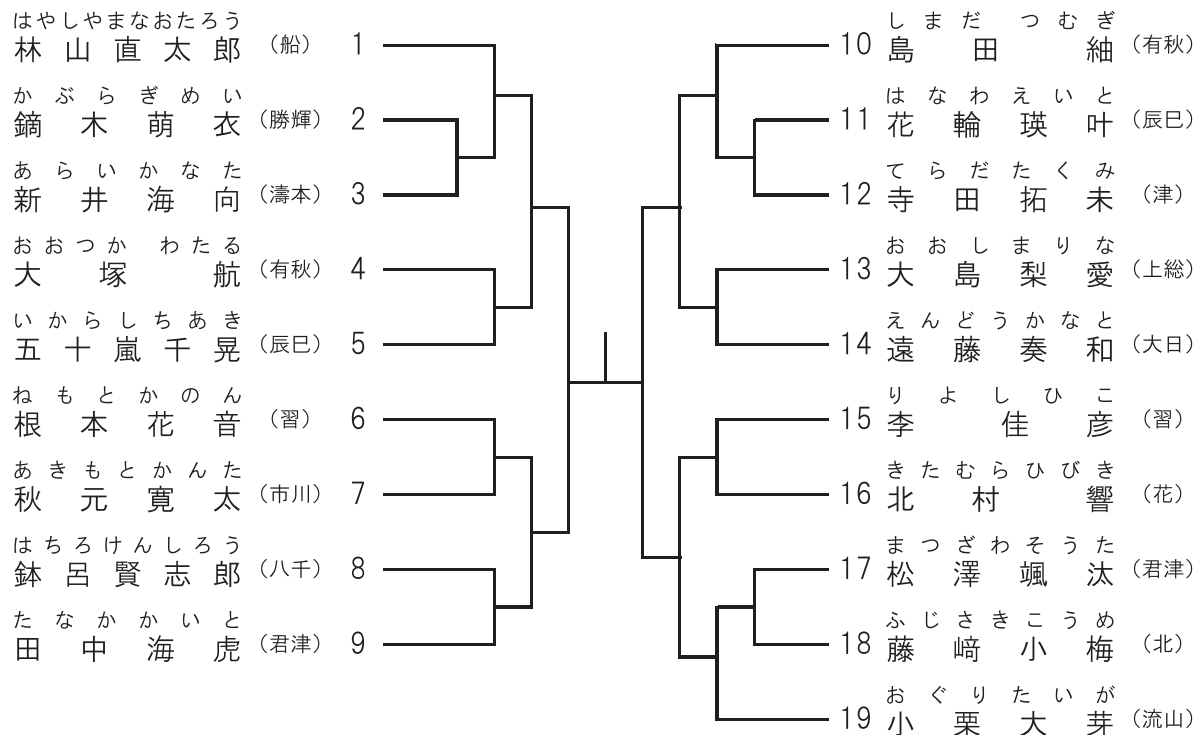 はやしやまなおたろう
林山直太郎 （船） 1
かぶらぎめい
鏑木萌衣 （勝輝） 2
あらいかなた
新井海向 （濤本） 3
おおつか わたる
大塚航 （有秋） 4
いからしちあき
五十嵐千晃 （辰巳） 5
ねもとかのん
根本花音 （習） 6
あきもとかんた
秋元寛太 （市川） 7
はちろけんしろう
鉢呂賢志郎 （八千） 8
たなかかいと
田中海虎 （君津） 9
しまだ つむぎ
10 島田紬 （有秋）
はなわえいと
11 花輪瑛叶 （辰巳）
てらだたくみ
12 寺田拓未 （津）
おおしまりな
13 大島梨愛 （上総）
えんどうかなと
14 遠藤奏和 （大日）
りよしひこ
15 李佳彦 （習）
きたむらひびき
16 北村響 （花）
まつざわそうた
17 松澤颯汰 （君津）
ふじさきこうめ
18 藤﨑小梅 （北）
おぐりたいが
19 小栗大芽 （流山）